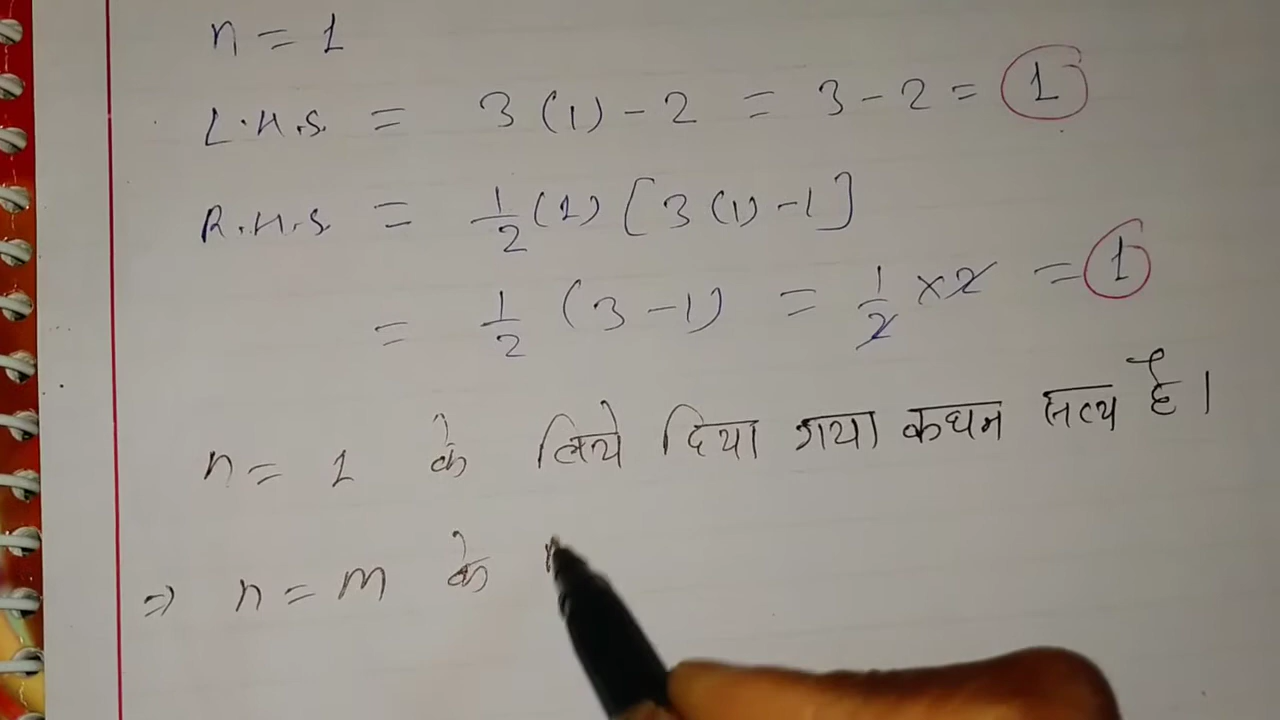 n = 1
L.H.S. = 3 (1) - 2 = 3 - 2 = 1
R.H.S. = 1/2 (1) [3 (1) - 1]
= 1/2 (3 - 1) = 1/2 × 2 = 1
n = 1 के लिये दिया गया कथन सत्य है।
⇒ n = m के